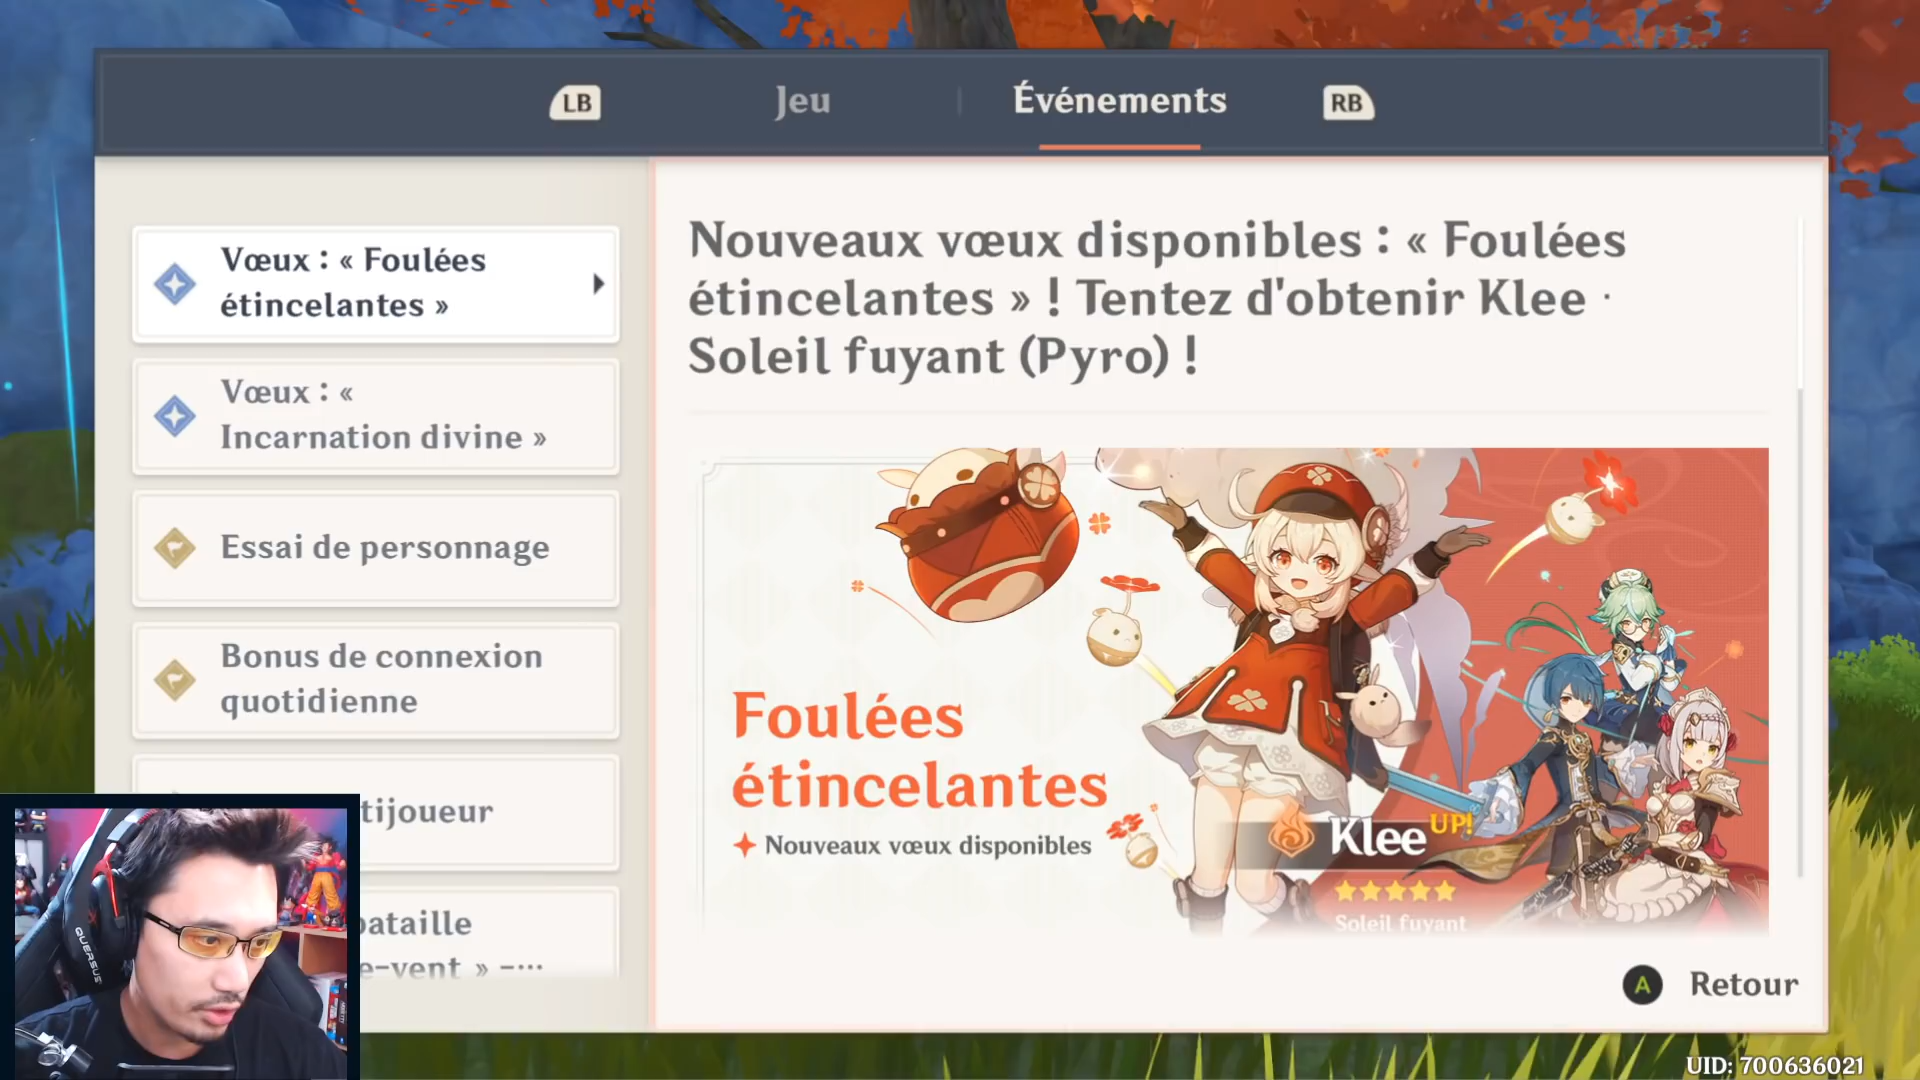 LB
Jeu
Événements
RB
Vœux : « Foulées
étincelantes »
Vœux : «
Incarnation divine »
Essai de personnage
Bonus de connexion
quotidienne
tijoueur
bataille
e-vent » –...
Nouveaux vœux disponibles : « Foulées
étincelantes » ! Tentez d'obtenir Klee ·
Soleil fuyant (Pyro) !
Foulées
étincelantes
Nouveaux vœux disponibles
Klee UP!
Soleil fuyant
A Retour
QUERSUS
UID: 700636021